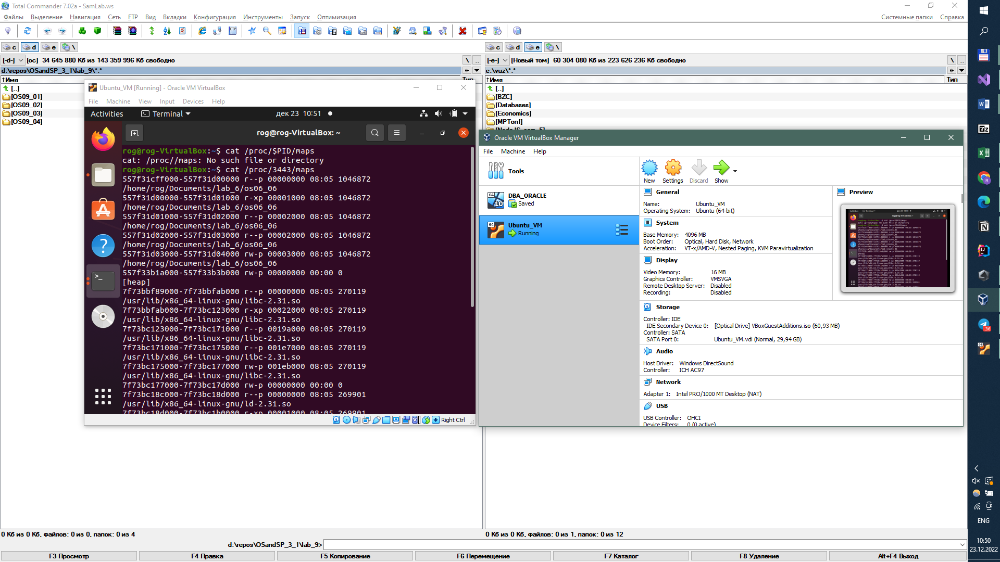 Total Commander 7.02a - SamLab.ws
Файлы Выделение Навигация Сеть FTP Вид Вкладки Конфигурация Инструменты Запуск Оптимизация Системные папки Справка
c d e \
c d e \
[-d-] [ос] 34 645 880 Кб из 143 359 996 Кб свободно \ ..
[-e-] [Новый том] 60 304 080 Кб из 223 626 236 Кб свободно \ ..
d:\repos\OSandSP_3_1\lab_9\*.*
e:\vuz\*.*
↑Имя Тип
↑Имя Тип
[..]
[OS09_01]
[OS09_02]
[OS09_03]
[OS09_04]
[..]
[BZC]
[Databases]
[Economics]
[MPTonI]
Ubuntu_VM [Running] - Oracle VM VirtualBox
File Machine View Input Devices Help
Activities Terminal дек 23 10:51
rog@rog-VirtualBox: ~
rog@rog-VirtualBox:~$ cat /proc/$PID/maps
cat: /proc//maps: No such file or directory
rog@rog-VirtualBox:~$ cat /proc/3443/maps
557f31cff000-557f31d00000 r--p 00000000 08:05 1046872
/home/rog/Documents/lab_6/os06_06
557f31d00000-557f31d01000 r-xp 00001000 08:05 1046872
/home/rog/Documents/lab_6/os06_06
557f31d01000-557f31d02000 r--p 00002000 08:05 1046872
/home/rog/Documents/lab_6/os06_06
557f31d02000-557f31d03000 r--p 00002000 08:05 1046872
/home/rog/Documents/lab_6/os06_06
557f31d03000-557f31d04000 rw-p 00003000 08:05 1046872
/home/rog/Documents/lab_6/os06_06
557f33b1a000-557f33b3b000 rw-p 00000000 00:00 0
[heap]
7f73bbf89000-7f73bbfab000 r--p 00000000 08:05 270119
/usr/lib/x86_64-linux-gnu/libc-2.31.so
7f73bbfab000-7f73bc123000 r-xp 00022000 08:05 270119
/usr/lib/x86_64-linux-gnu/libc-2.31.so
7f73bc123000-7f73bc171000 r--p 0019a000 08:05 270119
/usr/lib/x86_64-linux-gnu/libc-2.31.so
7f73bc171000-7f73bc175000 r--p 001e7000 08:05 270119
/usr/lib/x86_64-linux-gnu/libc-2.31.so
7f73bc175000-7f73bc177000 rw-p 001eb000 08:05 270119
/usr/lib/x86_64-linux-gnu/libc-2.31.so
7f73bc177000-7f73bc17d000 rw-p 00000000 00:00 0
7f73bc18c000-7f73bc18d000 r--p 00000000 08:05 269901
/usr/lib/x86_64-linux-gnu/ld-2.31.so
7f73bc18d000-7f73bc1b0000 r-xp 00001000 08:05 269901
Right Ctrl
Oracle VM VirtualBox Manager
File Machine Help
Tools
New Settings Discard Show
DBA_ORACLE
Saved
Ubuntu_VM
Running
General
Name: Ubuntu_VM
Operating System: Ubuntu (64-bit)
System
Base Memory: 4096 MB
Boot Order: Optical, Hard Disk, Network
Acceleration: VT-x/AMD-V, Nested Paging, KVM Paravirtualization
Display
Video Memory: 16 MB
Graphics Controller: VMSVGA
Remote Desktop Server: Disabled
Recording: Disabled
Storage
Controller: IDE
IDE Secondary Device 0: [Optical Drive] VBoxGuestAdditions.iso (60,93 MB)
Controller: SATA
SATA Port 0: Ubuntu_VM.vdi (Normal, 29,94 GB)
Audio
Host Driver: Windows DirectSound
Controller: ICH AC97
Network
Adapter 1: Intel PRO/1000 MT Desktop (NAT)
USB
USB Controller: OHCI
Device Filters: 0 (0 active)
Preview
0 Кб из 0 Кб, файлов: 0 из 0, папок: 0 из 4
0 Кб из 0 Кб, файлов: 0 из 1, папок: 0 из 12
d:\repos\OSandSP_3_1\lab_9>
F3 Просмотр F4 Правка F5 Копирование F6 Перемещение F7 Каталог F8 Удаление Alt+F4 Выход
36
ENG
10:50
23.12.2022